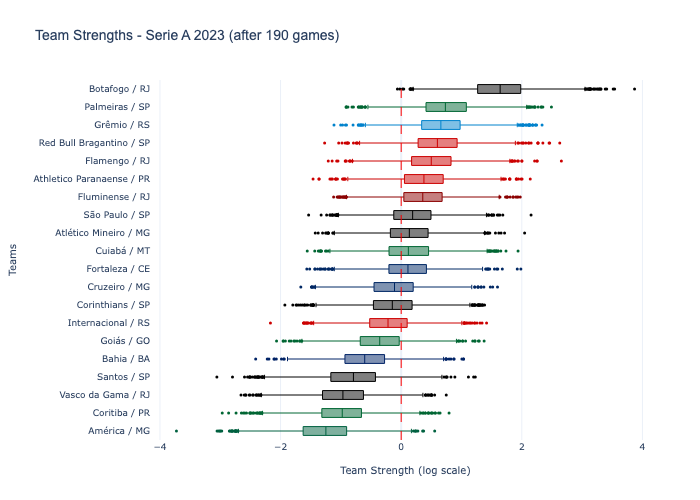 Team Strengths - Serie A 2023 (after 190 games)
Botafogo / RJ
Palmeiras / SP
Grêmio / RS
Red Bull Bragantino / SP
Flamengo / RJ
Athletico Paranaense / PR
Fluminense / RJ
São Paulo / SP
Atlético Mineiro / MG
Cuiabá / MT
Fortaleza / CE
Cruzeiro / MG
Corinthians / SP
Internacional / RS
Goiás / GO
Bahia / BA
Santos / SP
Vasco da Gama / RJ
Coritiba / PR
América / MG
Teams
−4 −2 0 2 4
Team Strength (log scale)